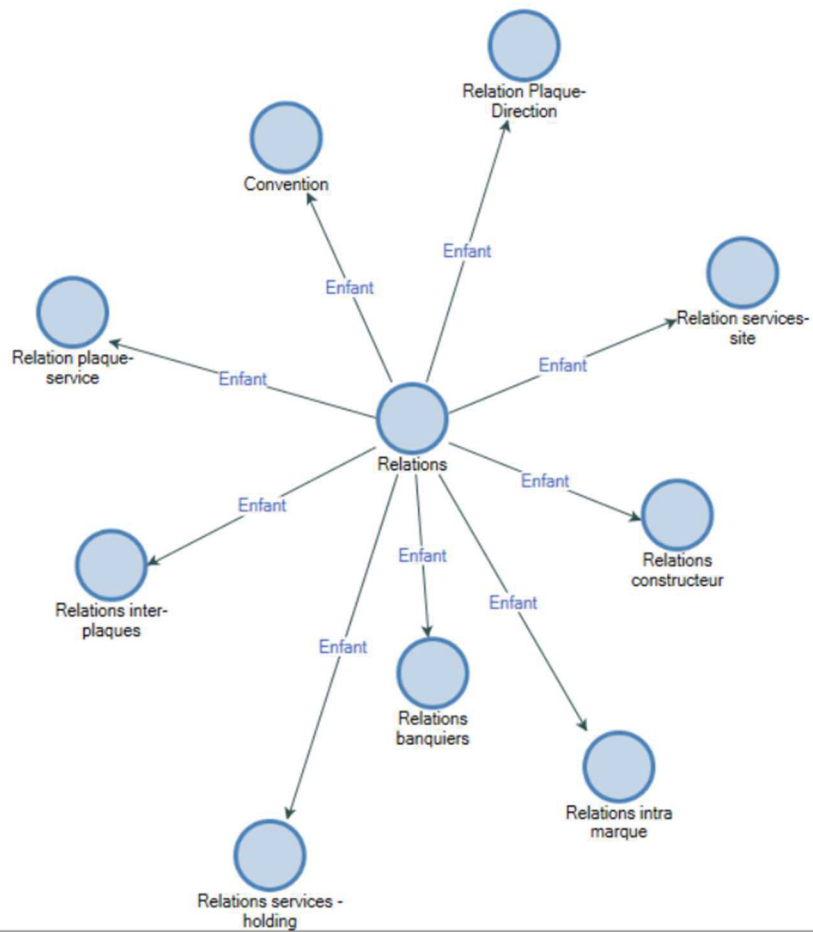 Relation Plaque-
Direction
Convention
Enfant
Enfant
Relation services-
site
Relation plaque-
service
Enfant
Enfant
Relations
Enfant
Enfant
Relations
constructeur
Enfant
Relations inter-
plaques
Enfant
Enfant
Relations
banquiers
Relations intra
marque
Relations services -
holding